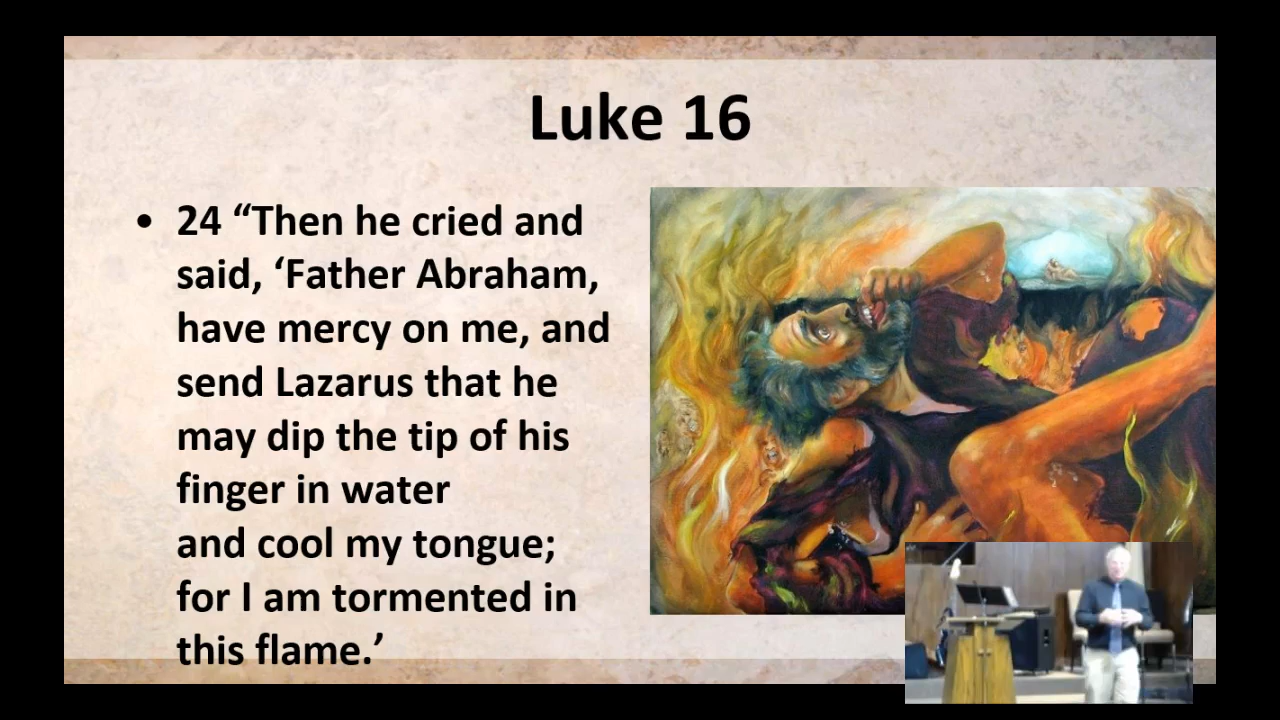 Luke 16
• 24 “Then he cried and
said, ‘Father Abraham,
have mercy on me, and
send Lazarus that he
may dip the tip of his
finger in water
and cool my tongue;
for I am tormented in
this flame.’